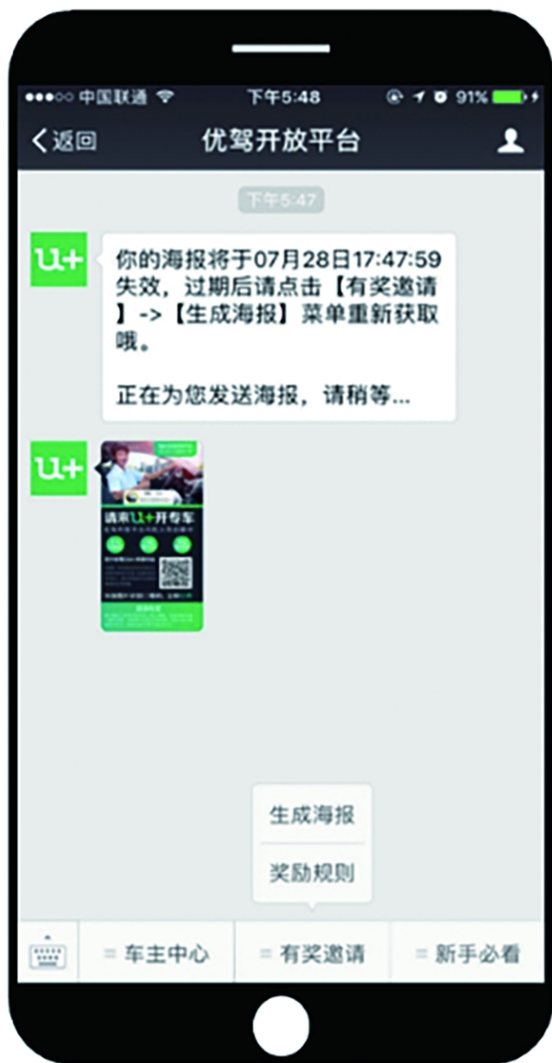 中国联通
下午5:48
91%
返回
优驾开放平台
下午5:47
u+
你的海报将于07月28日17:47:59
失效，过期后请点击【有奖邀请
】->【生成海报】菜单重新获取
哦。
正在为您发送海报，请稍等...
u+
请来u+开专车
生成海报
奖励规则
车主中心
有奖邀请
新手必看